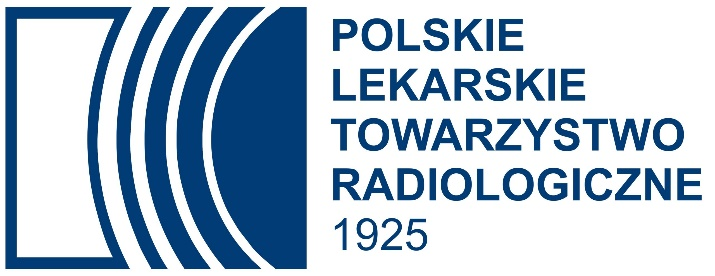 POLSKIE
LEKARSKIE
TOWARZYSTWO
RADIOLOGICZNE
1925